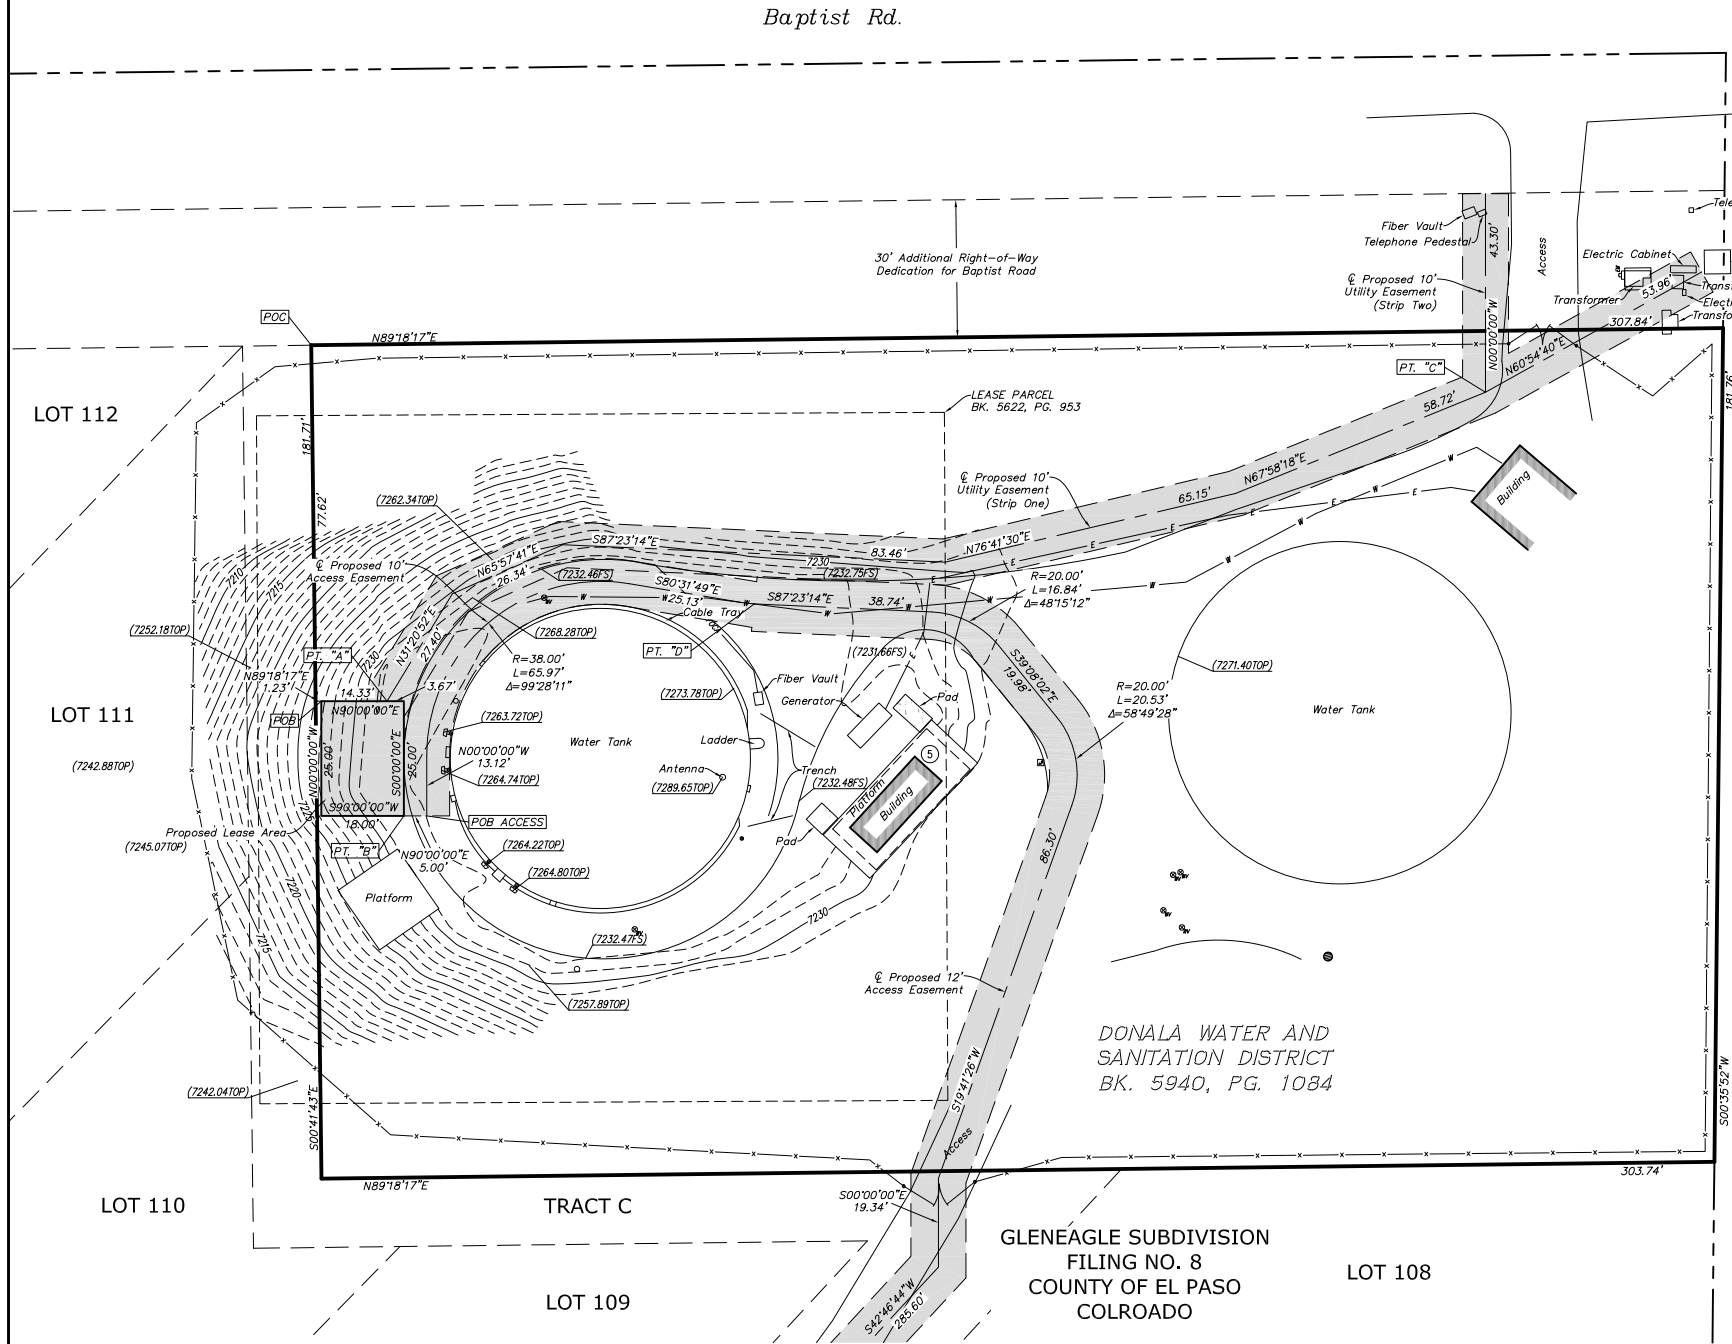 Baptist Rd.
Fiber Vault
Telephone Pedestal
43.30'
Access
Electric Cabinet
30' Additional Right-of-Way
Dedication for Baptist Road
℄ Proposed 10'
Utility Easement
(Strip Two)
N00°00'00"W
Transformer
53.96'
307.84'
POC
N89°18'17"E
PT. "C"
N60°54'40"E
181.76'
LOT 112
LEASE PARCEL
BK. 5622, PG. 953
58.72'
181.71'
77.62'
(7262.34TOP)
℄ Proposed 10'
Utility Easement
(Strip One)
65.15'
N67°58'18"E
Building
N76°41'30"E
S87°23'14"E
83.46'
7230
(7232.75FS)
N65°57'41"E
26.34'
(7232.46FS)
S80°31'49"E
25.13'
S87°23'14"E
38.74'
Cable Tray
℄ Proposed 10'
Access Easement
7210
7215
R=20.00'
L=16.84'
Δ=48°15'12"
(7252.18TOP)
N31°20'52"E
27.40'
(7268.28TOP)
PT. "A"
7230
PT. "D"
(7231.66FS)
S39°08'02"E
19.98'
(7271.40TOP)
R=38.00'
L=65.97'
Δ=99°28'11"
N89°18'17"E
1.23'
14.33'
3.67'
(7273.78TOP)
Fiber Vault
Generator
Pad
R=20.00'
L=20.53'
Δ=58°49'28"
Water Tank
LOT 111
POB
N90°00'00"E
(7263.72TOP)
Water Tank
Ladder
5
(7242.88TOP)
N00°00'00"W
25.00'
S00°00'00"E
25.00'
N00°00'00"W
13.12'
(7264.74TOP)
Antenna
(7289.65TOP)
Trench
(7232.48FS)
Platform
Building
S90°00'00"W
18.00'
POB ACCESS
Proposed Lease Area
(7245.07TOP)
PT. "B"
N90°00'00"E
5.00'
(7264.22TOP)
(7264.80TOP)
Pad
86.30'
Platform
7220
7215
7230
(7232.47FS)
(7257.89TOP)
℄ Proposed 12'
Access Easement
DONALA WATER AND
SANITATION DISTRICT
BK. 5940, PG. 1084
(7242.04TOP)
S00°41'43"E
S19°41'26"W
Access
S00°35'52"W
N89°18'17"E
303.74'
LOT 110
TRACT C
S00°00'00"E
19.34'
GLENEAGLE SUBDIVISION
FILING NO. 8
COUNTY OF EL PASO
COLROADO
LOT 109
LOT 108
S42°46'44"W
285.60'